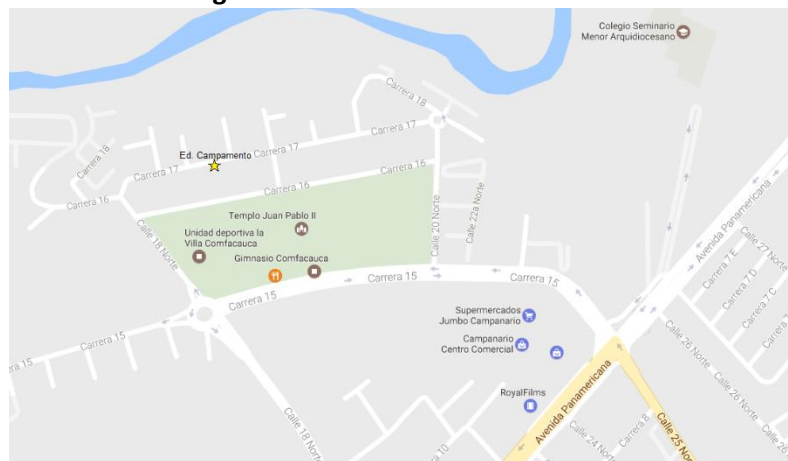 Colegio Seminario
Menor Arquidiocesano
Carrera 18
Carrera 17
Ed. Campamento
Carrera 17
Carrera 18
Carrera 17
Carrera 16
Carrera 16
Carrera 16
Calle 22a Norte
Templo Juan Pablo II
Unidad deportiva la
Villa Comfacauca
Calle 18 Norte
Calle 20 Norte
Gimnasio Comfacauca
Carrera 15
Carrera 15
Carrera 15
Avenida Panamericana
Calle 27 Norte
Carrera 7 E
Carrera 7 D
Carrera 7 C
Supermercados
Jumbo Campanario
Campanario
Centro Comercial
Carrera 15
Calle 26 Norte
Calle 26 Norte
RoyalFilms
Avenida Panamericana
Calle 18 Norte
Calle 24 Norte
Carrera 8
Calle 25 Norte